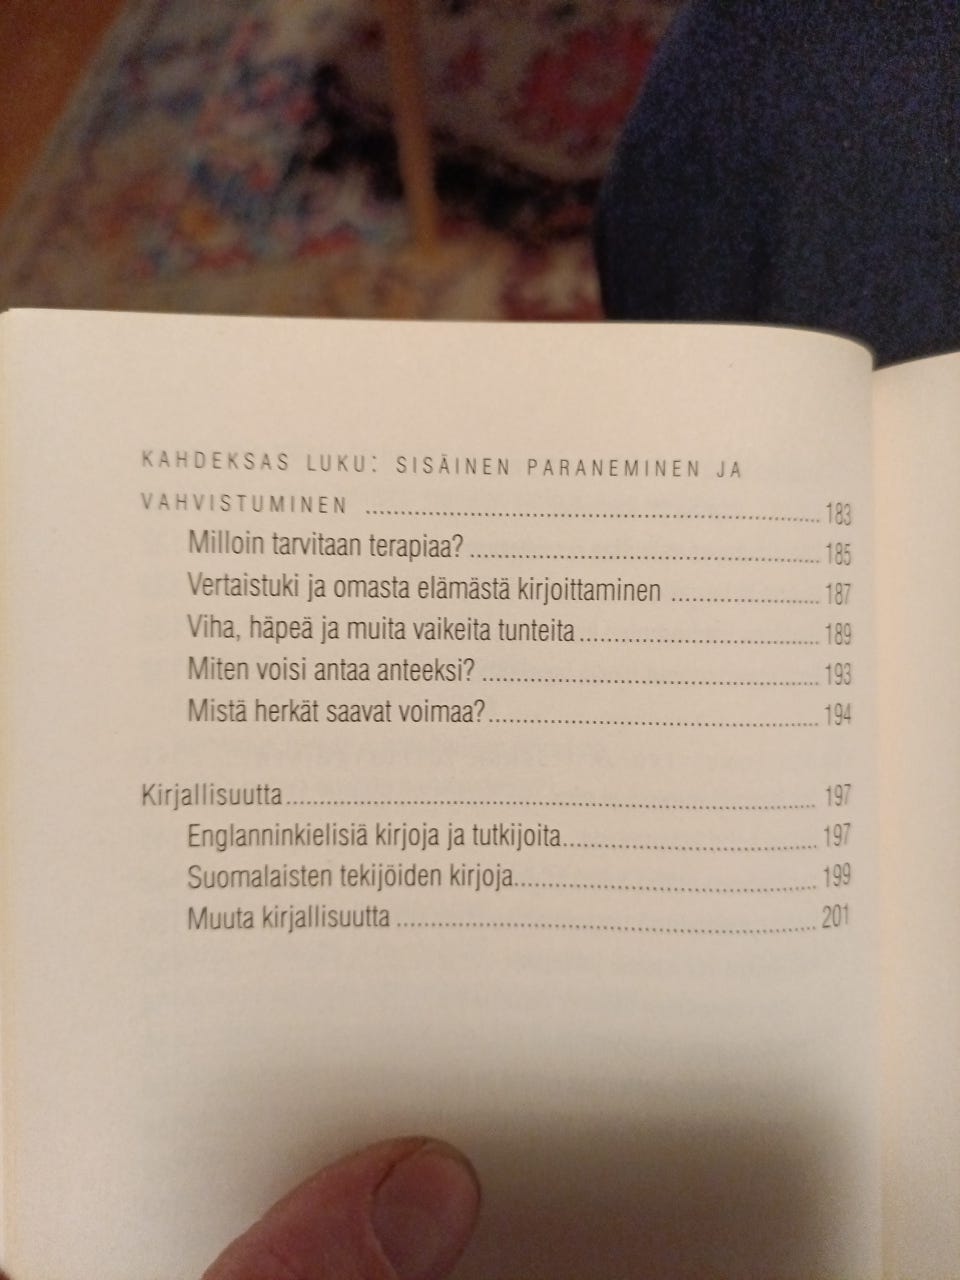 KAHDEKSAS LUKU: SISÄINEN PARANEMINEN JA
VAHVISTUMINEN ........................................................................ 183
Milloin tarvitaan terapiaa? ........................................................ 185
Vertaistuki ja omasta elämästä kirjoittaminen ........................ 187
Viha, häpeä ja muita vaikeita tunteita ...................................... 189
Miten voisi antaa anteeksi? ...................................................... 193
Mistä herkät saavat voimaa? ..................................................... 194
Kirjallisuutta .............................................................................. 197
Englanninkielisiä kirjoja ja tutkijoita ........................................ 197
Suomalaisten tekijöiden kirjoja ................................................ 199
Muuta kirjallisuutta .................................................................. 201